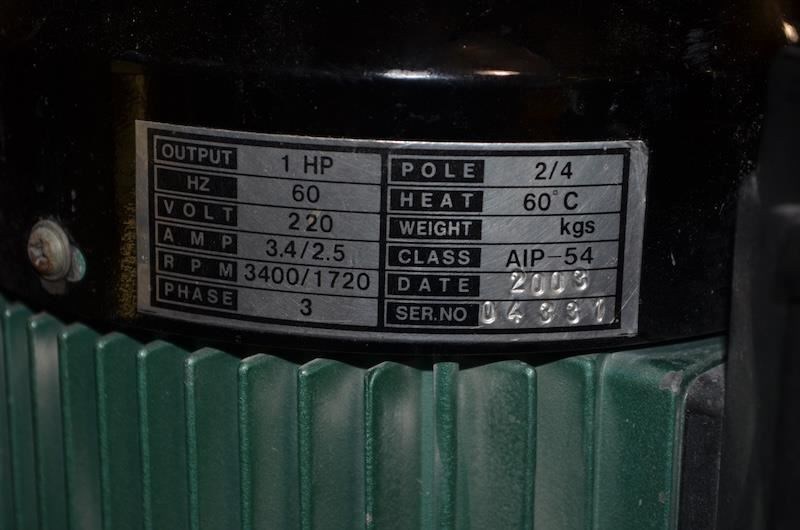 OUTPUT 1 HP
HZ 60
VOLT 220
AMP 3.4/2.5
RPM 3400/1720
PHASE 3
POLE 2/4
HEAT 60°C
WEIGHT kgs
CLASS AIP-54
DATE 2003
SER.NO 04331